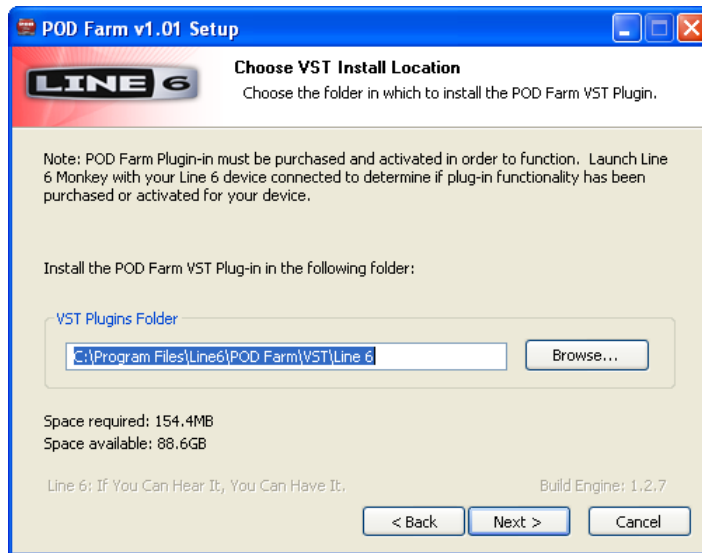 POD Farm v1.01 Setup
LINE 6
Choose VST Install Location
Choose the folder in which to install the POD Farm VST Plugin.
Note: POD Farm Plugin-in must be purchased and activated in order to function.  Launch Line
6 Monkey with your Line 6 device connected to determine if plug-in functionality has been
purchased or activated for your device.
Install the POD Farm VST Plug-in in the following folder:
VST Plugins Folder
C:\Program Files\Line6\POD Farm\VST\Line 6
Browse...
Space required: 154.4MB
Space available: 88.6GB
Line 6: If You Can Hear It, You Can Have It.
Build Engine: 1.2.7
< Back
Next >
Cancel